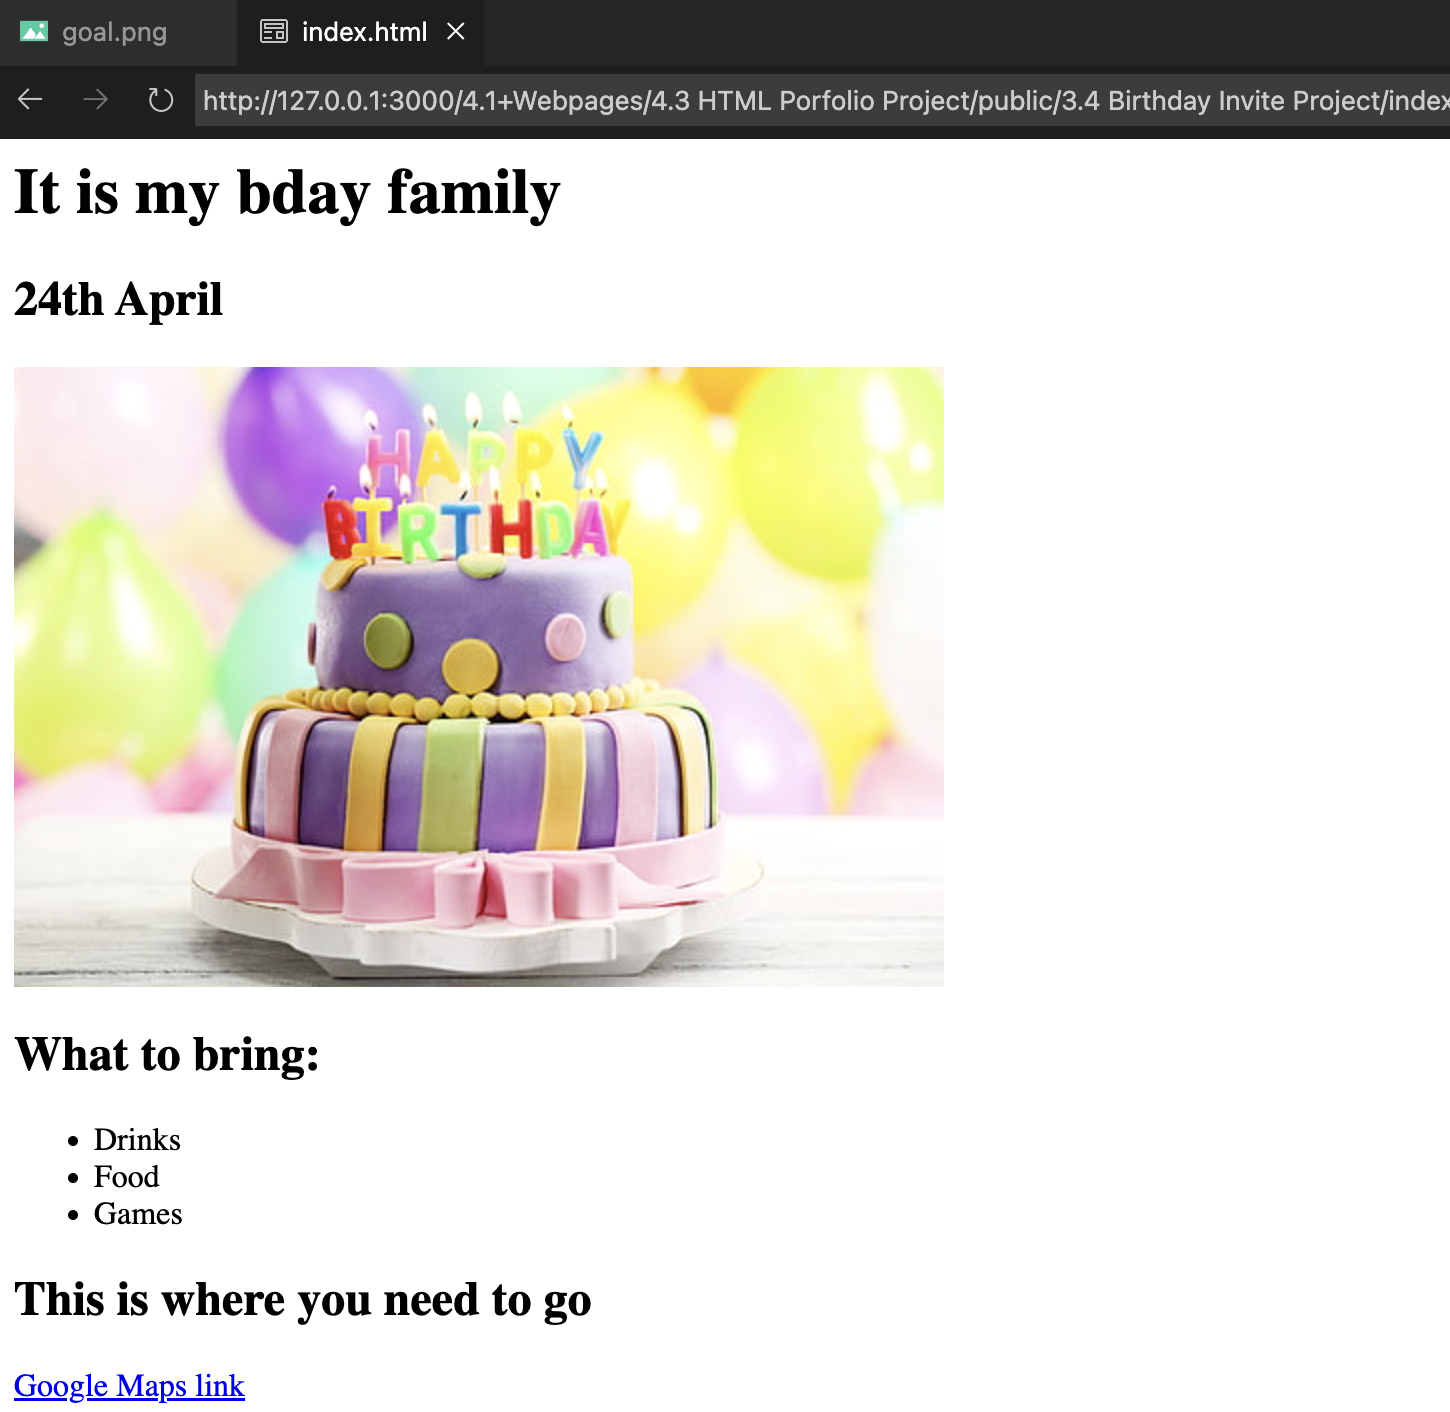 goal.png
index.html
http://127.0.0.1:3000/4.1+Webpages/4.3 HTML Porfolio Project/public/3.4 Birthday Invite Project/index
It is my bday family
24th April
HAPPY
BIRTHDAY
What to bring:
• Drinks
• Food
• Games
This is where you need to go
Google Maps link